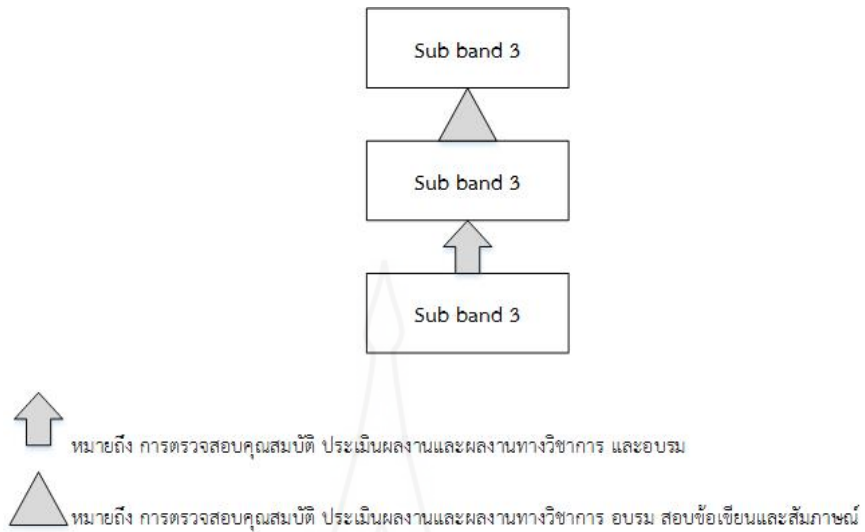 Sub band 3
Sub band 3
Sub band 3
หมายถึง การตรวจสอบคุณสมบัติ ประเมินผลงานและผลงานทางวิชาการ และอบรม
หมายถึง การตรวจสอบคุณสมบัติ ประเมินผลงานและผลงานทางวิชาการ อบรม สอบข้อเขียนและสัมภาษณ์